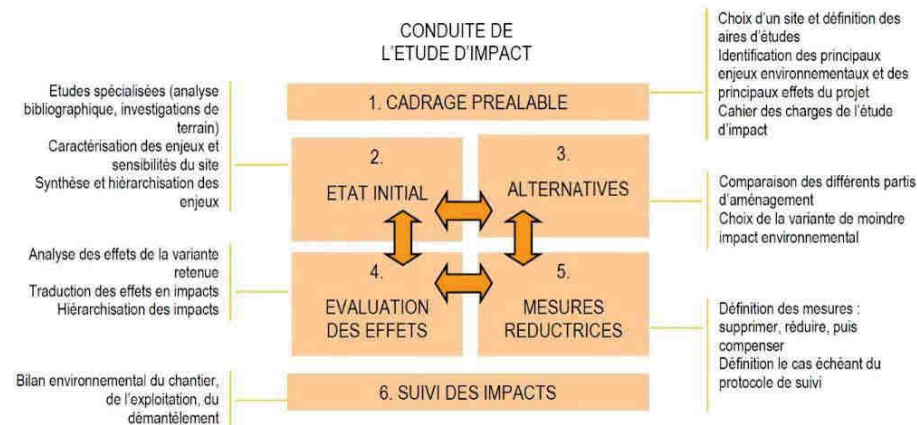 CONDUITE DE
L'ETUDE D'IMPACT
Choix d'un site et définition des
aires d'études
Identification des principaux
enjeux environnementaux et des
principaux effets du projet
Cahier des charges de l'étude
d'impact
1. CADRAGE PREALABLE
Etudes spécialisées (analyse
bibliographique, investigations de
terrain)
Caractérisation des enjeux et
sensibilités du site
Synthèse et hiérarchisation des
enjeux
2.
ETAT INITIAL
3.
ALTERNATIVES
Comparaison des différents partis
d'aménagement
Choix de la variante de moindre
impact environnemental
Analyse des effets de la variante
retenue
Traduction des effets en impacts
Hiérarchisation des impacts
4.
EVALUATION
DES EFFETS
5.
MESURES
REDUCTRICES
Définition des mesures :
supprimer, réduire, puis
compenser
Définition le cas échéant du
protocole de suivi
Bilan environnemental du chantier,
de l'exploitation, du
démantélement
6. SUIVI DES IMPACTS